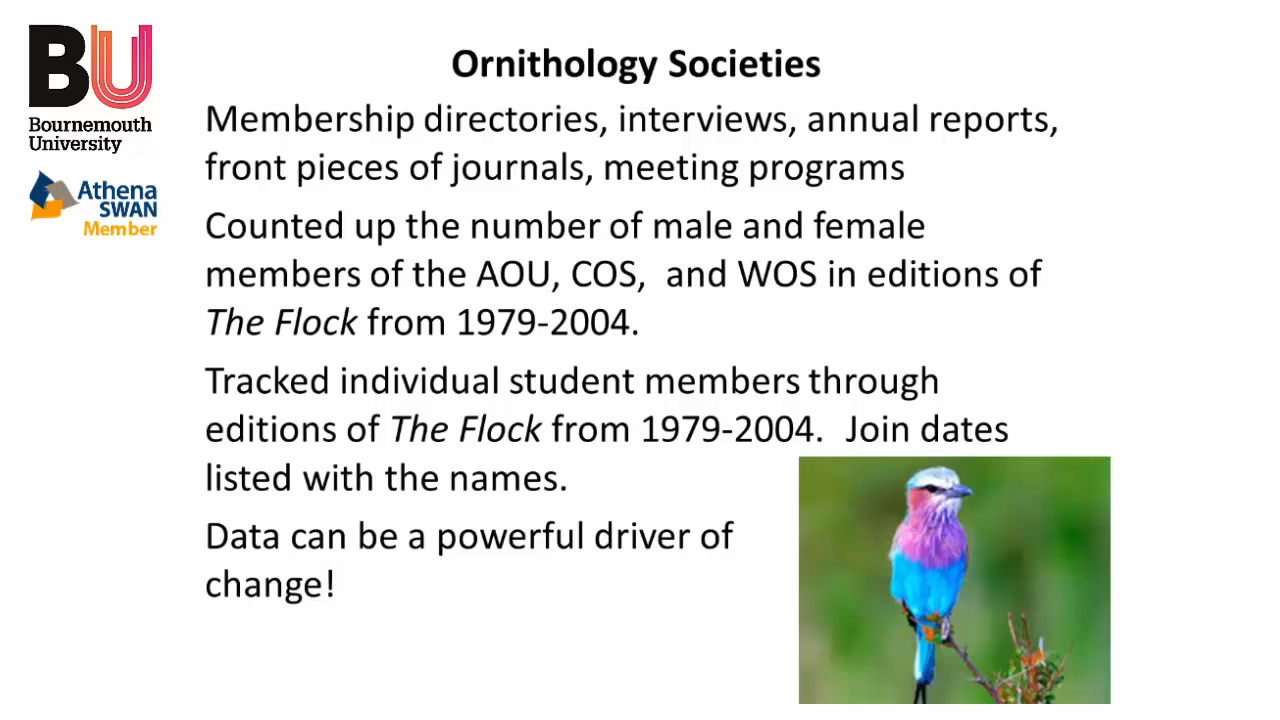 BU
Bournemouth
University
Athena
SWAN
Member
Ornithology Societies
Membership directories, interviews, annual reports,
front pieces of journals, meeting programs
Counted up the number of male and female
members of the AOU, COS,  and WOS in editions of
The Flock from 1979-2004.
Tracked individual student members through
editions of The Flock from 1979-2004.  Join dates
listed with the names.
Data can be a powerful driver of
change!